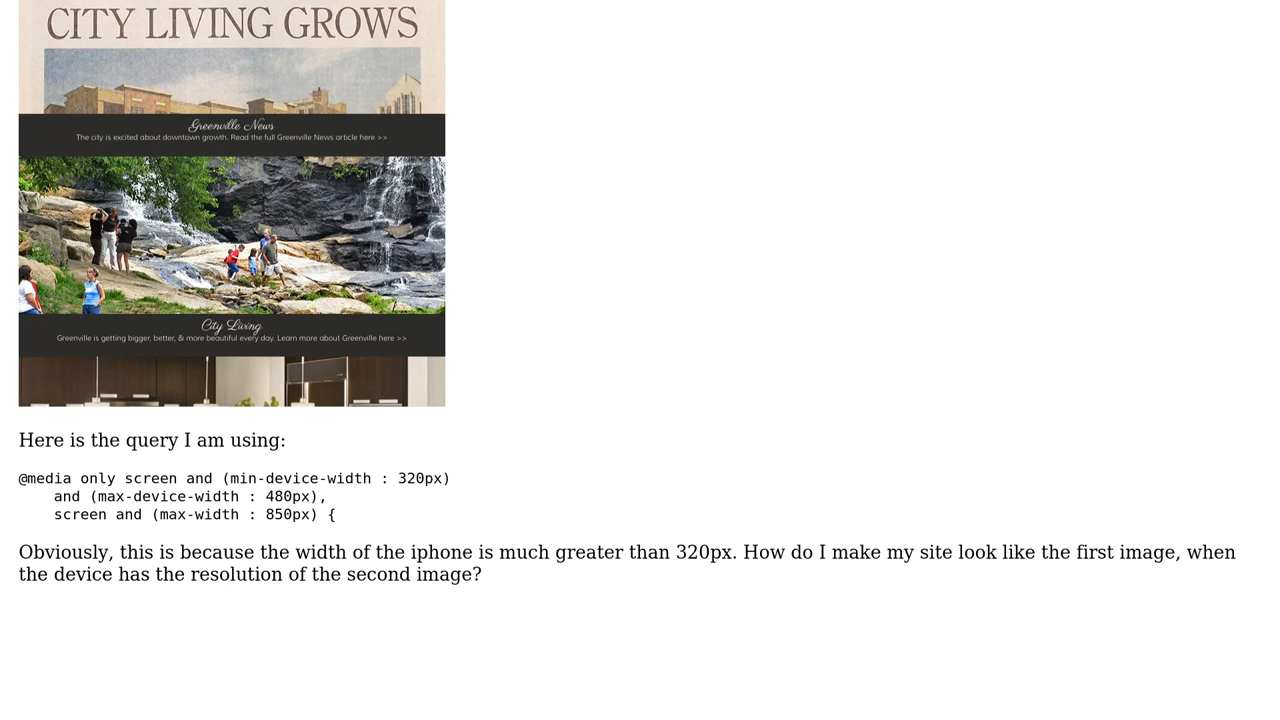 CITY LIVING GROWS
Greenville News
The city is excited about downtown growth. Read the full Greenville News article here >>
City Living
Greenville is getting bigger, better, & more beautiful every day. Learn more about Greenville here >>
Here is the query I am using:
@media only screen and (min-device-width : 320px)
    and (max-device-width : 480px),
    screen and (max-width : 850px) {
Obviously, this is because the width of the iphone is much greater than 320px. How do I make my site look like the first image, when
the device has the resolution of the second image?